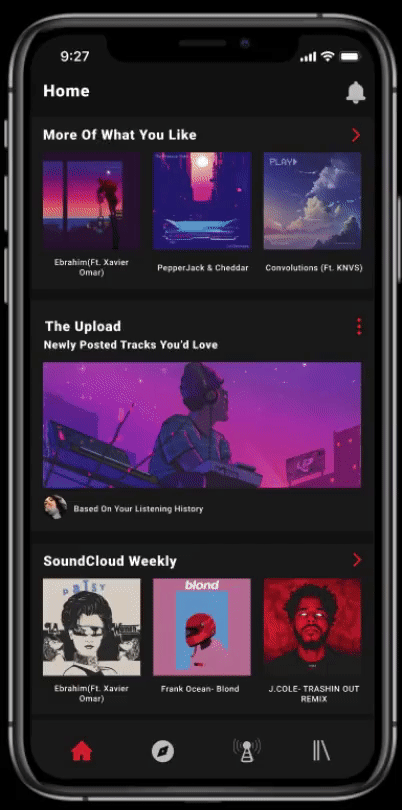 9:27
Home
More Of What You Like
PLAY
Ebrahim(Ft. Xavier
Omar)
PepperJack & Cheddar
Convolutions (Ft. KNVS)
The Upload
Newly Posted Tracks You'd Love
Based On Your Listening History
SoundCloud Weekly
blond
Ebrahim(Ft. Xavier
Omar)
Frank Ocean- Blond
J.COLE- TRASHIN OUT
REMIX